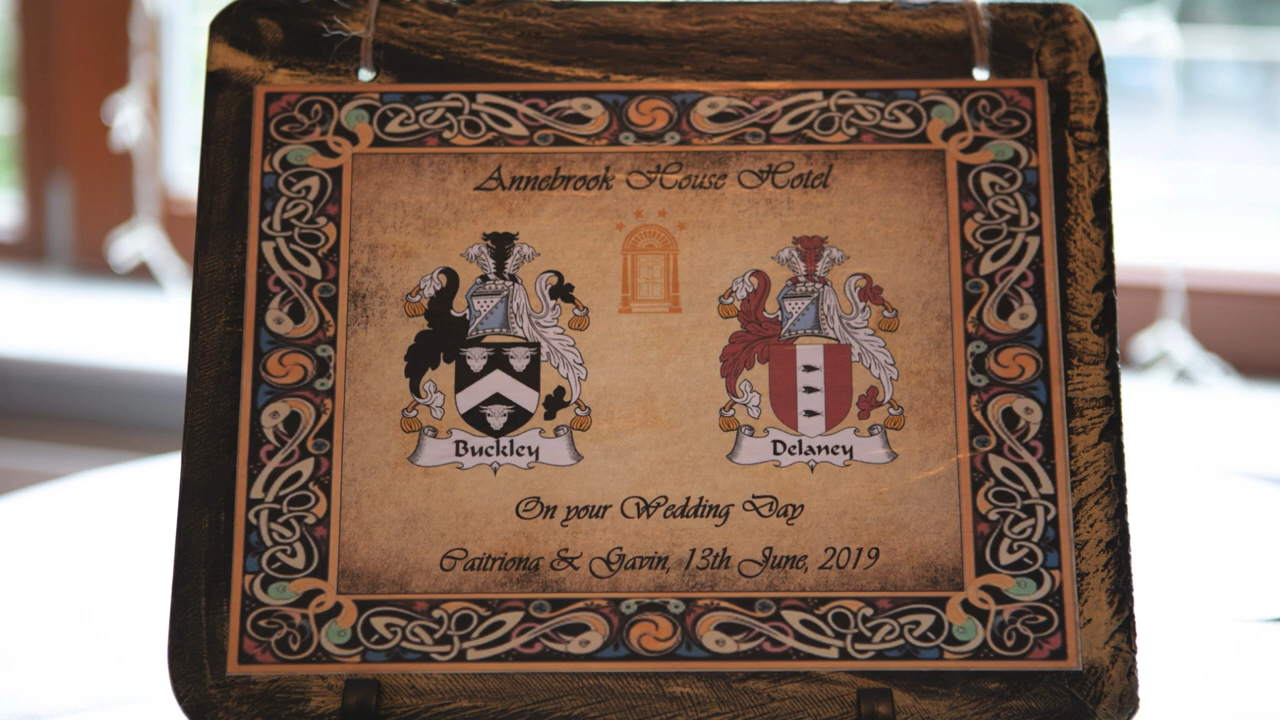 Annebrook House Hotel
Buckley
Delaney
On your Wedding Day
Caitriona & Gavin, 13th June, 2019